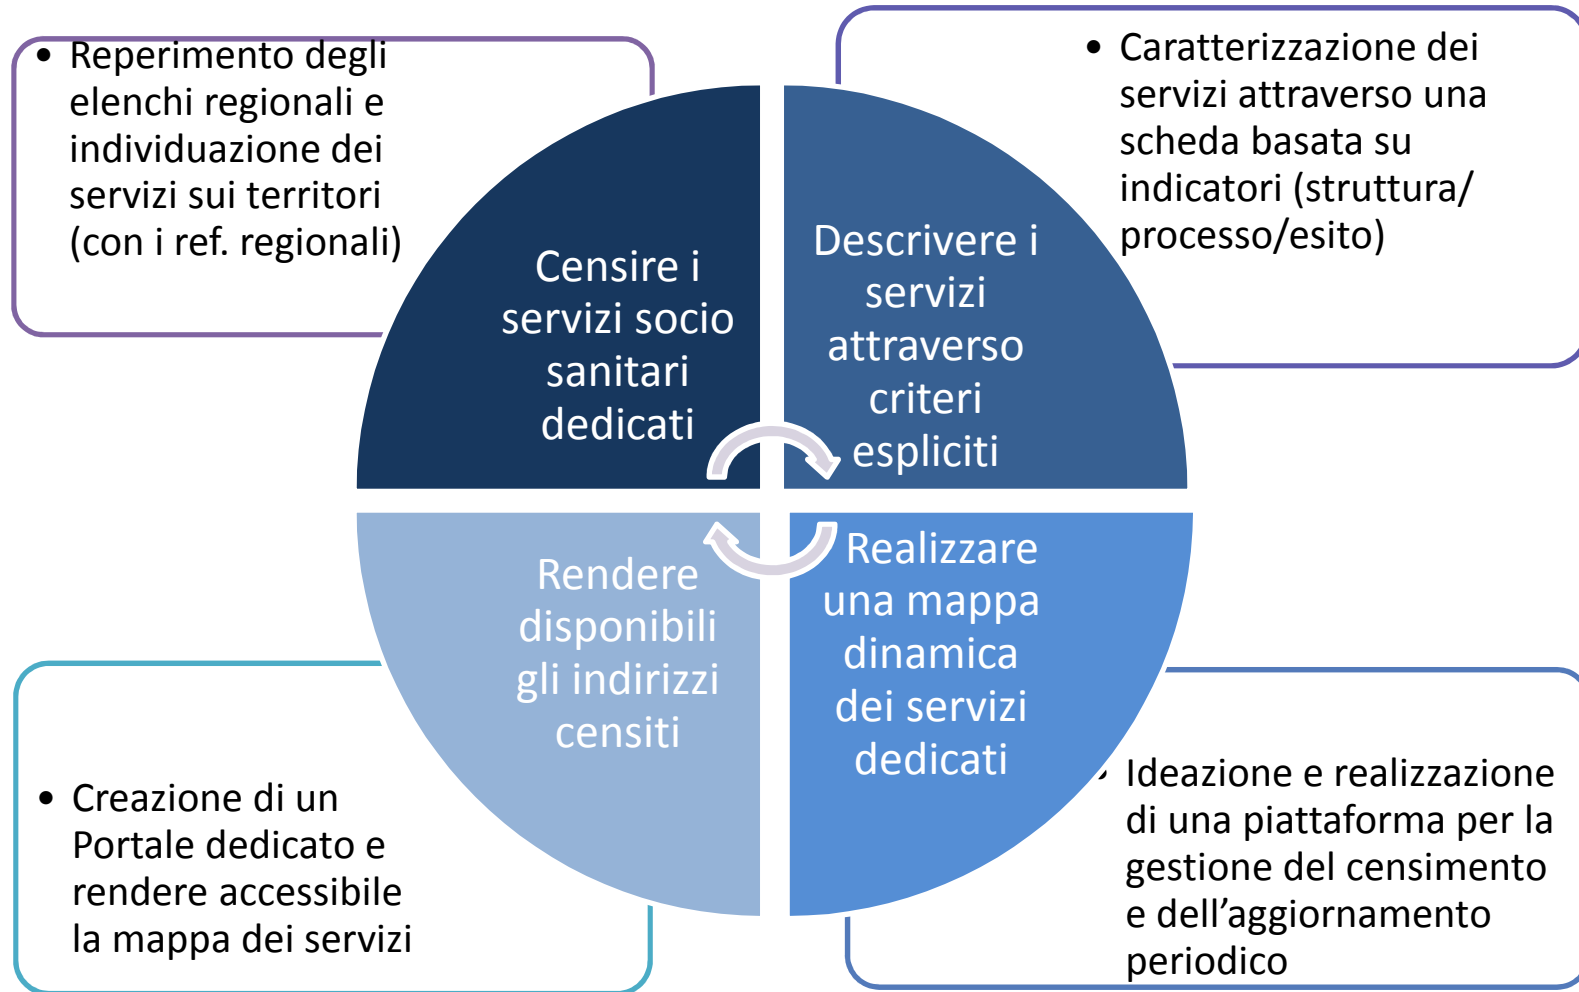 • Reperimento degli
elenchi regionali e
individuazione dei
servizi sui territori
(con i ref. regionali)
• Caratterizzazione dei
servizi attraverso una
scheda basata su
indicatori (struttura/
processo/esito)
Censire i
servizi socio
sanitari
dedicati
Descrivere i
servizi
attraverso
criteri
espliciti
Rendere
disponibili
gli indirizzi
censiti
Realizzare
una mappa
dinamica
dei servizi
dedicati
• Creazione di un
Portale dedicato e
rendere accessibile
la mappa dei servizi
• Ideazione e realizzazione
di una piattaforma per la
gestione del censimento
e dell’aggiornamento
periodico